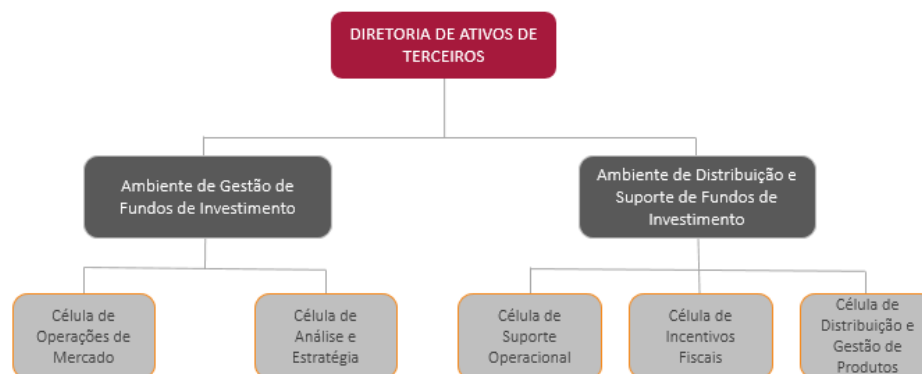 DIRETORIA DE ATIVOS DE
TERCEIROS
Ambiente de Gestão de
Fundos de Investimento
Ambiente de Distribuição e
Suporte de Fundos de
Investimento
Célula de
Operações de
Mercado
Célula de
Análise e
Estratégia
Célula de
Suporte
Operacional
Célula de
Incentivos
Fiscais
Célula de
Distribuição e
Gestão de
Produtos